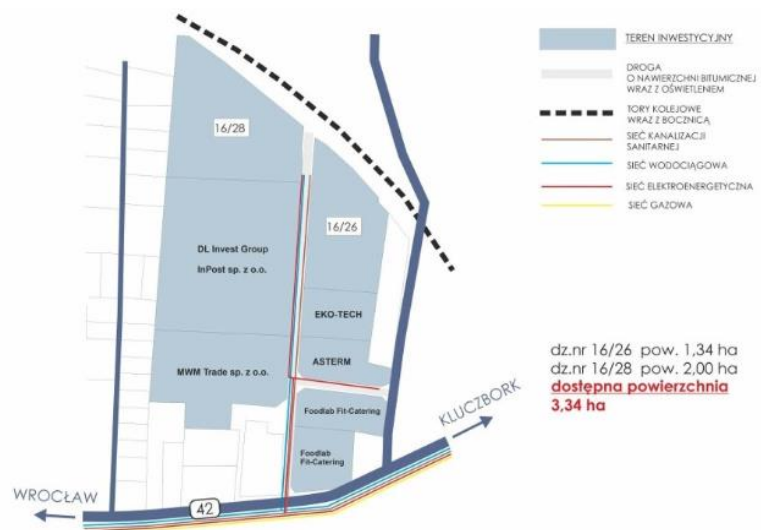 16/28
16/26
DL Invest Group
InPost sp. z o.o.
EKO-TECH
ASTERM
MWM Trade sp. z o.o.
Foodlab Fit-Catering
Foodlab
Fit-Catering
WROCŁAW
42
KLUCZBORK
TEREN INWESTYCYJNY
DROGA
O NAWIERZCHNI BITUMICZNEJ
WRAZ Z OŚWIETLENIEM
TORY KOLEJOWE
WRAZ Z BOCZNICĄ
SIEĆ KANALIZACJI
SANITARNEJ
SIEĆ WODOCIĄGOWA
SIEĆ ELEKTROENERGETYCZNA
SIEĆ GAZOWA
dz.nr 16/26 pow. 1,34 ha
dz.nr 16/28 pow. 2,00 ha
dostępna powierzchnia
3,34 ha